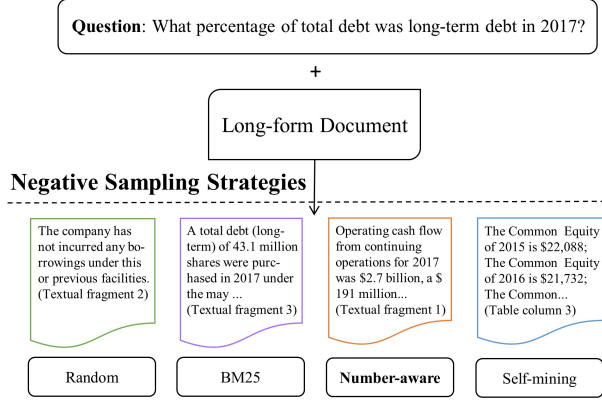 Question: What percentage of total debt was long-term debt in 2017?
+
Long-form Document
Negative Sampling Strategies
The company has
not incurred any bo-
rrowings under this
or previous facilities.
(Textual fragment 2)
A total debt (long-
term) of 43.1 million
shares were purc-
hased in 2017 under
the may ...
(Textual fragment 3)
Operating cash flow
from continuing
operations for 2017
was $2.7 billion, a $
191 million...
(Textual fragment 1)
The Common Equity
of 2015 is $22,088;
The Common Equity
of 2016 is $21,732;
The Common...
(Table column 3)
Random
BM25
Number-aware
Self-mining